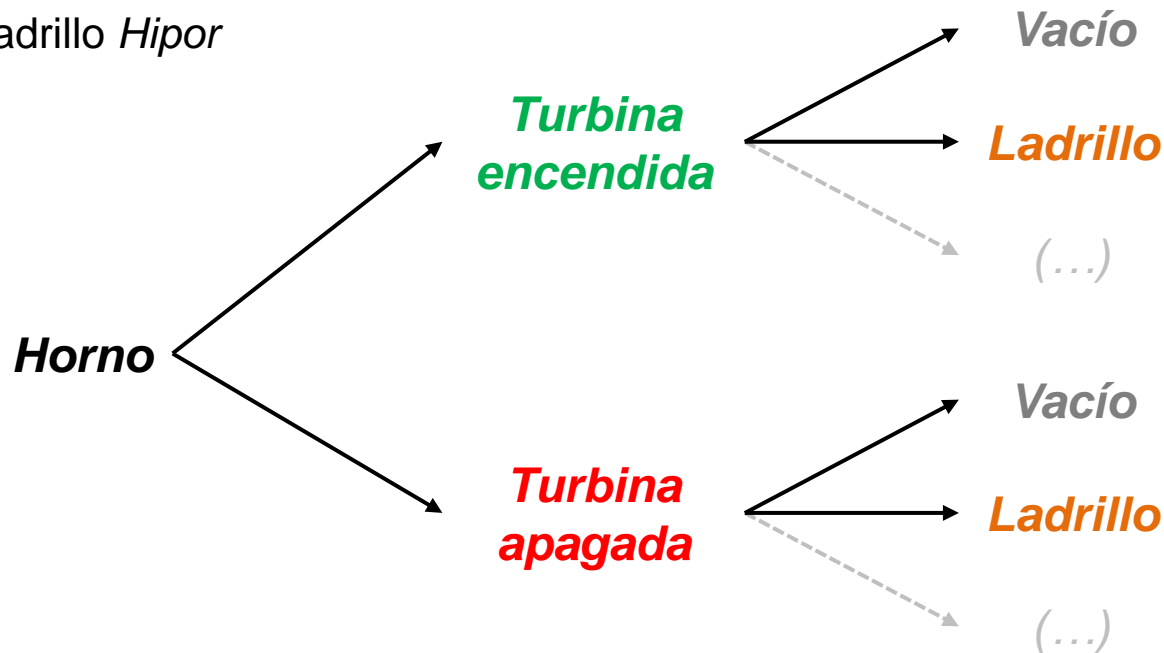 adrillo Hipor
Vacío
Turbina
encendida
Ladrillo
(…)
Horno
Vacío
Turbina
apagada
Ladrillo
(…)